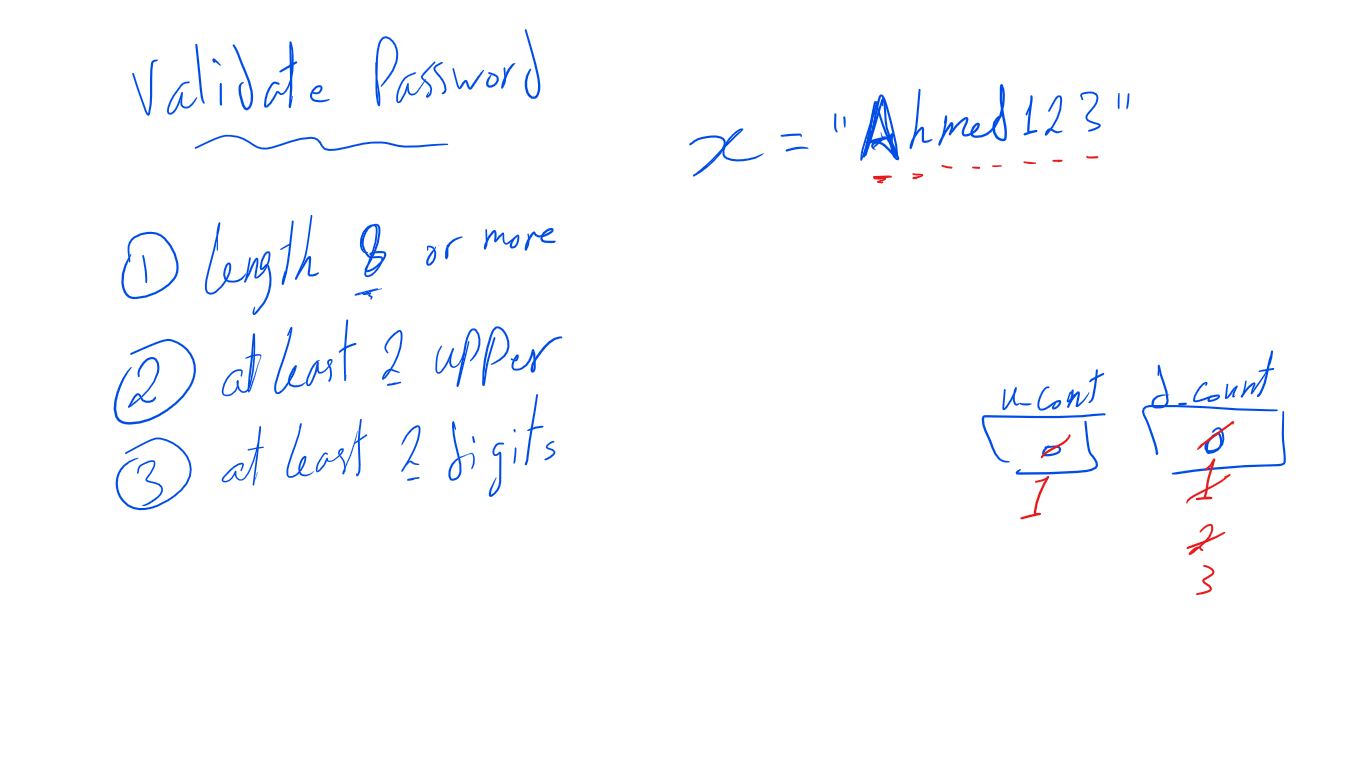 Validate Password
x = "Ahmed123"
1 length 8 or more
2 at least 2 upper
3 at least 2 digits
u_cont d_count
0 0
1 1
2
3